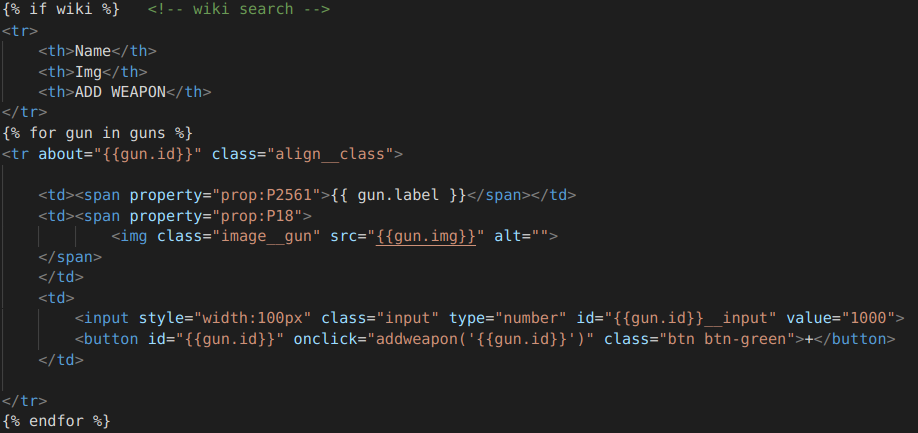 {% if wiki %}   <!-- wiki search -->
<tr>
    <th>Name</th>
    <th>Img</th>
    <th>ADD WEAPON</th>
</tr>
{% for gun in guns %}
<tr about="{{gun.id}}" class="align__class">
    <td><span property="prop:P2561">{{ gun.label }}</span></td>
    <td><span property="prop:P18">
            <img class="image__gun" src="{{gun.img}}" alt="">
    </span>
    </td>
    <td>
        <input style="width:100px" class="input" type="number" id="{{gun.id}}__input" value="1000">
        <button id="{{gun.id}}" onclick="addweapon('{{gun.id}}')" class="btn btn-green">+</button>
    </td>
</tr>
{% endfor %}